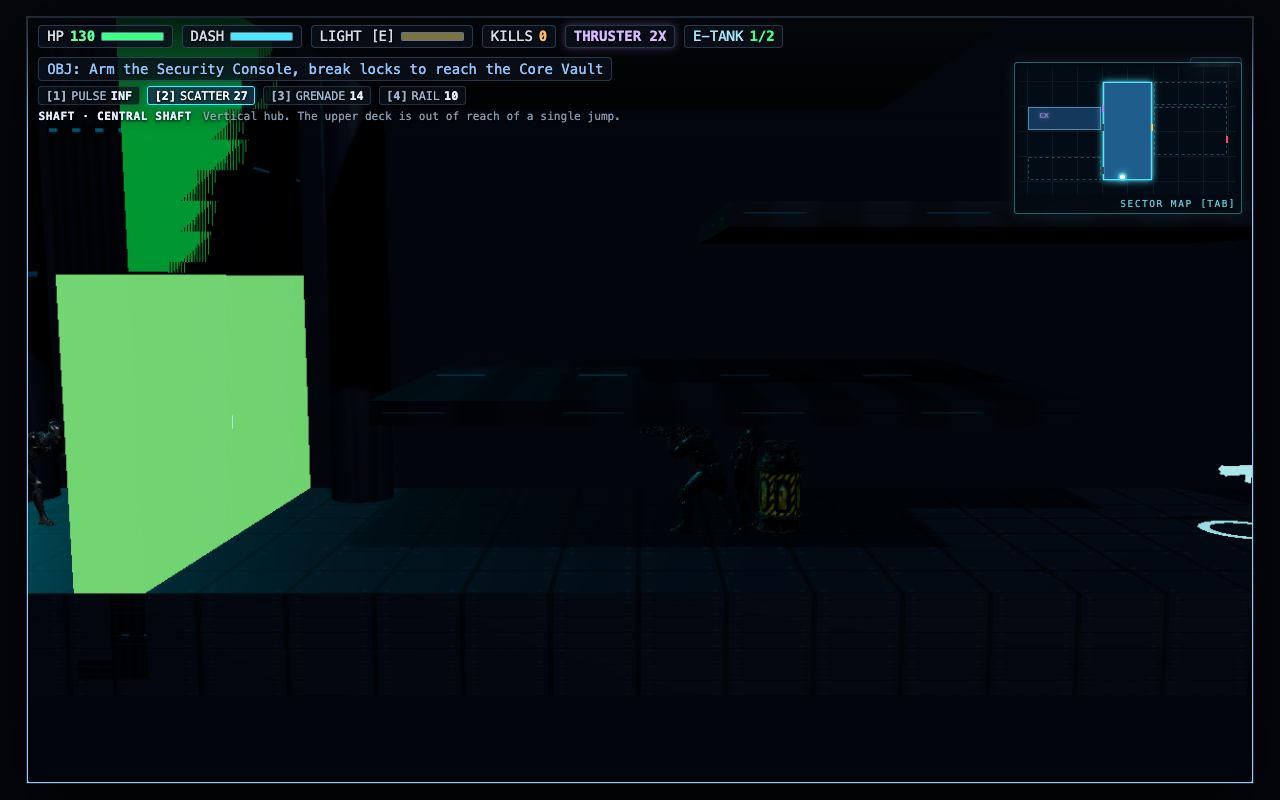 HP 130 DASH LIGHT [E] KILLS 0 THRUSTER 2X E-TANK 1/2
OBJ: Arm the Security Console, break locks to reach the Core Vault
[1] PULSE INF [2] SCATTER 27 [3] GRENADE 14 [4] RAIL 10
SHAFT · CENTRAL SHAFT Vertical hub. The upper deck is out of reach of a single jump.
EX
SECTOR MAP [TAB]